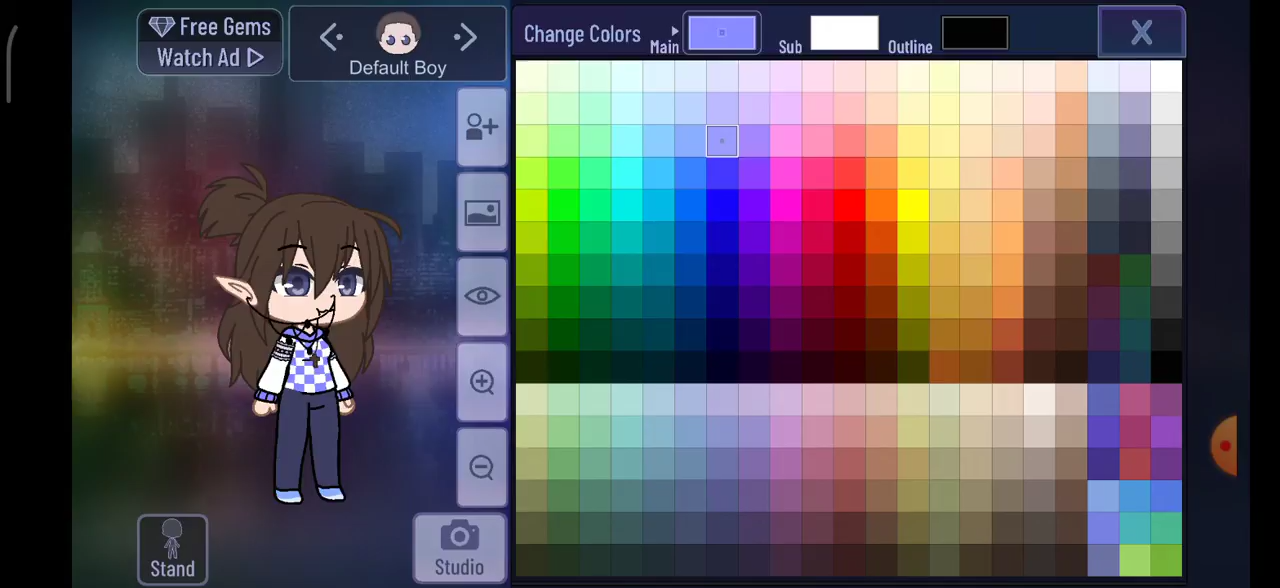 Free Gems
Watch Ad
Default Boy
Change Colors
Main
Sub
Outline
X
Stand
Studio